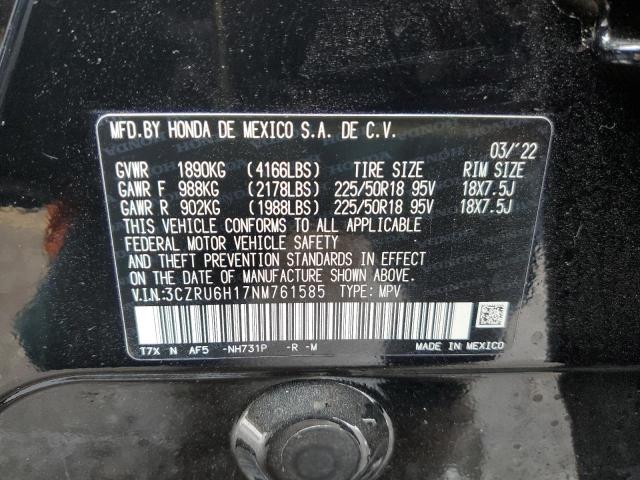 MFD.BY HONDA DE MEXICO S.A. DE C.V.
03/'22
GVWR 1890KG (4166LBS) TIRE SIZE RIM SIZE
GAWR F 988KG (2178LBS) 225/50R18 95V 18X7.5J
GAWR R 902KG (1988LBS) 225/50R18 95V 18X7.5J
THIS VEHICLE CONFORMS TO ALL APPLICABLE
FEDERAL MOTOR VEHICLE SAFETY
AND THEFT PREVENTION STANDARDS IN EFFECT
ON THE DATE OF MANUFACTURE SHOWN ABOVE.
V.I.N.:3CZRU6H17NM761585 TYPE: MPV
T7X N AF5 -NH731P -R -M MADE IN MEXICO